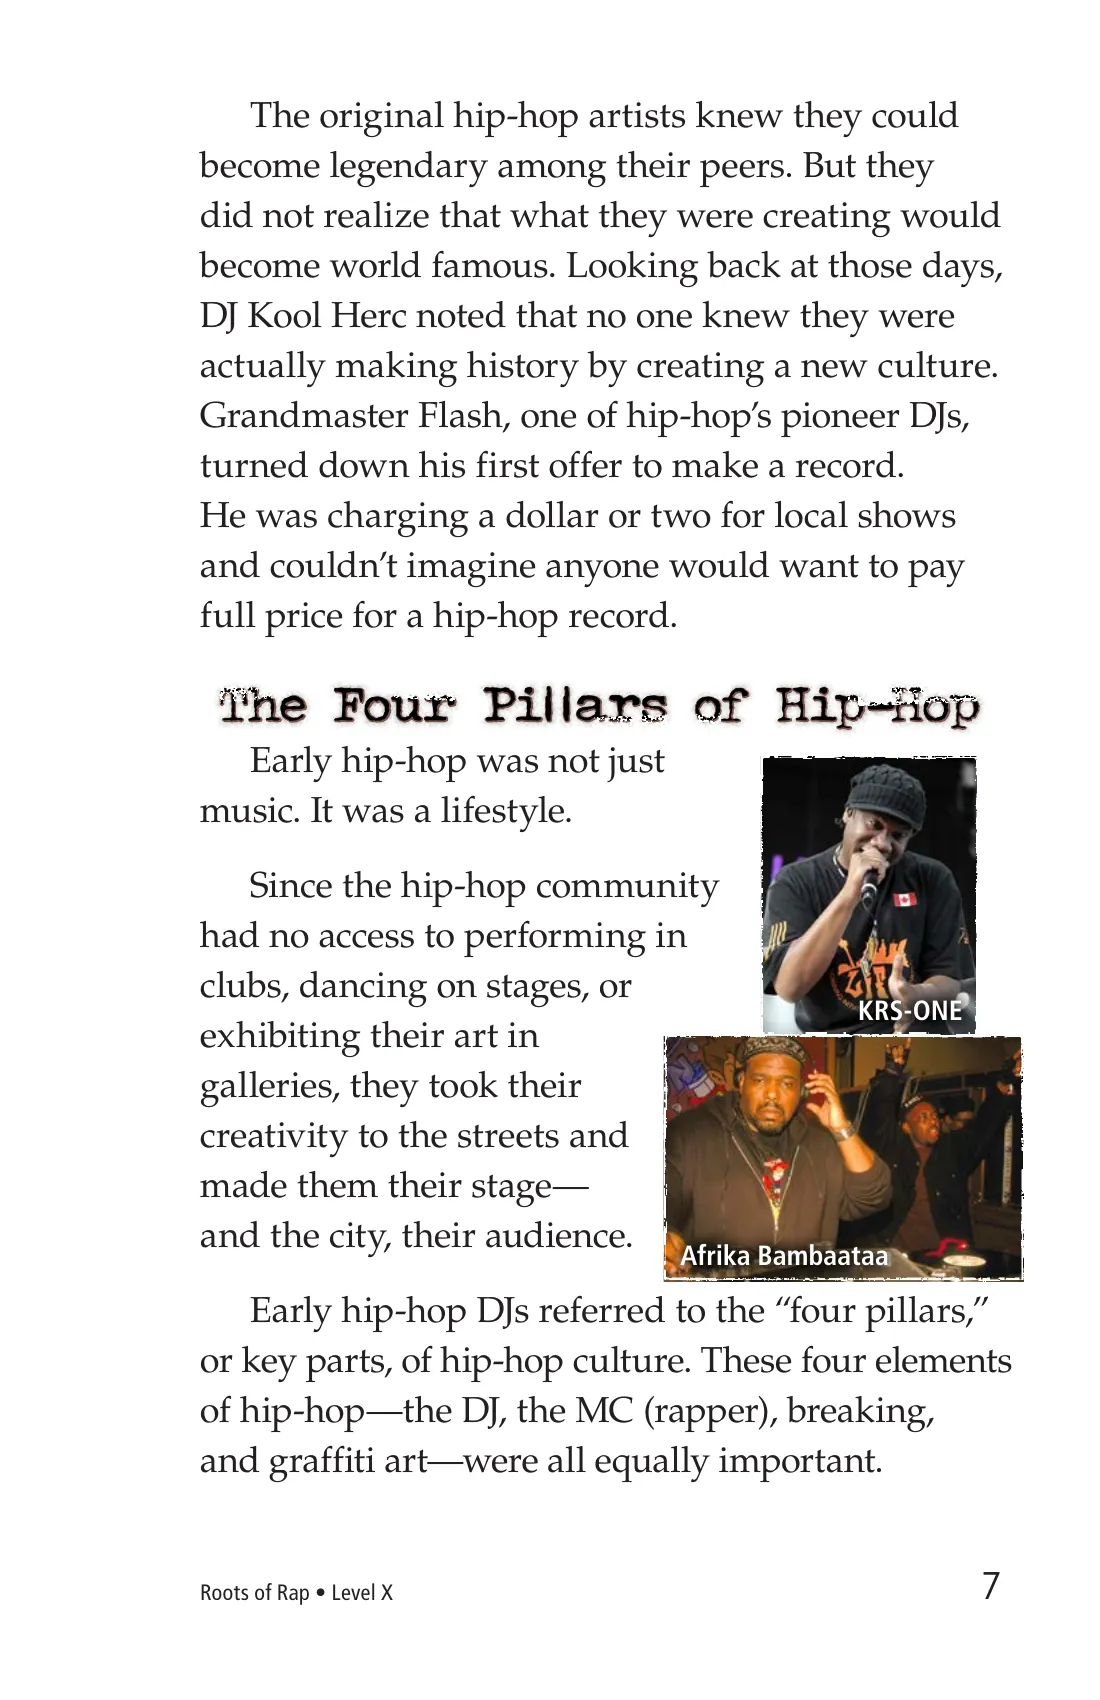 The original hip-hop artists knew they could
become legendary among their peers. But they
did not realize that what they were creating would
become world famous. Looking back at those days,
DJ Kool Herc noted that no one knew they were
actually making history by creating a new culture.
Grandmaster Flash, one of hip-hop’s pioneer DJs,
turned down his first offer to make a record.
He was charging a dollar or two for local shows
and couldn’t imagine anyone would want to pay
full price for a hip-hop record.
The Four Pillars of Hip-Hop
Early hip-hop was not just
music. It was a lifestyle.
Since the hip-hop community
had no access to performing in
clubs, dancing on stages, or
exhibiting their art in
galleries, they took their
creativity to the streets and
made them their stage—
and the city, their audience.
KRS-ONE
Afrika Bambaataa
Early hip-hop DJs referred to the “four pillars,”
or key parts, of hip-hop culture. These four elements
of hip-hop—the DJ, the MC (rapper), breaking,
and graffiti art—were all equally important.
Roots of Rap • Level X
7